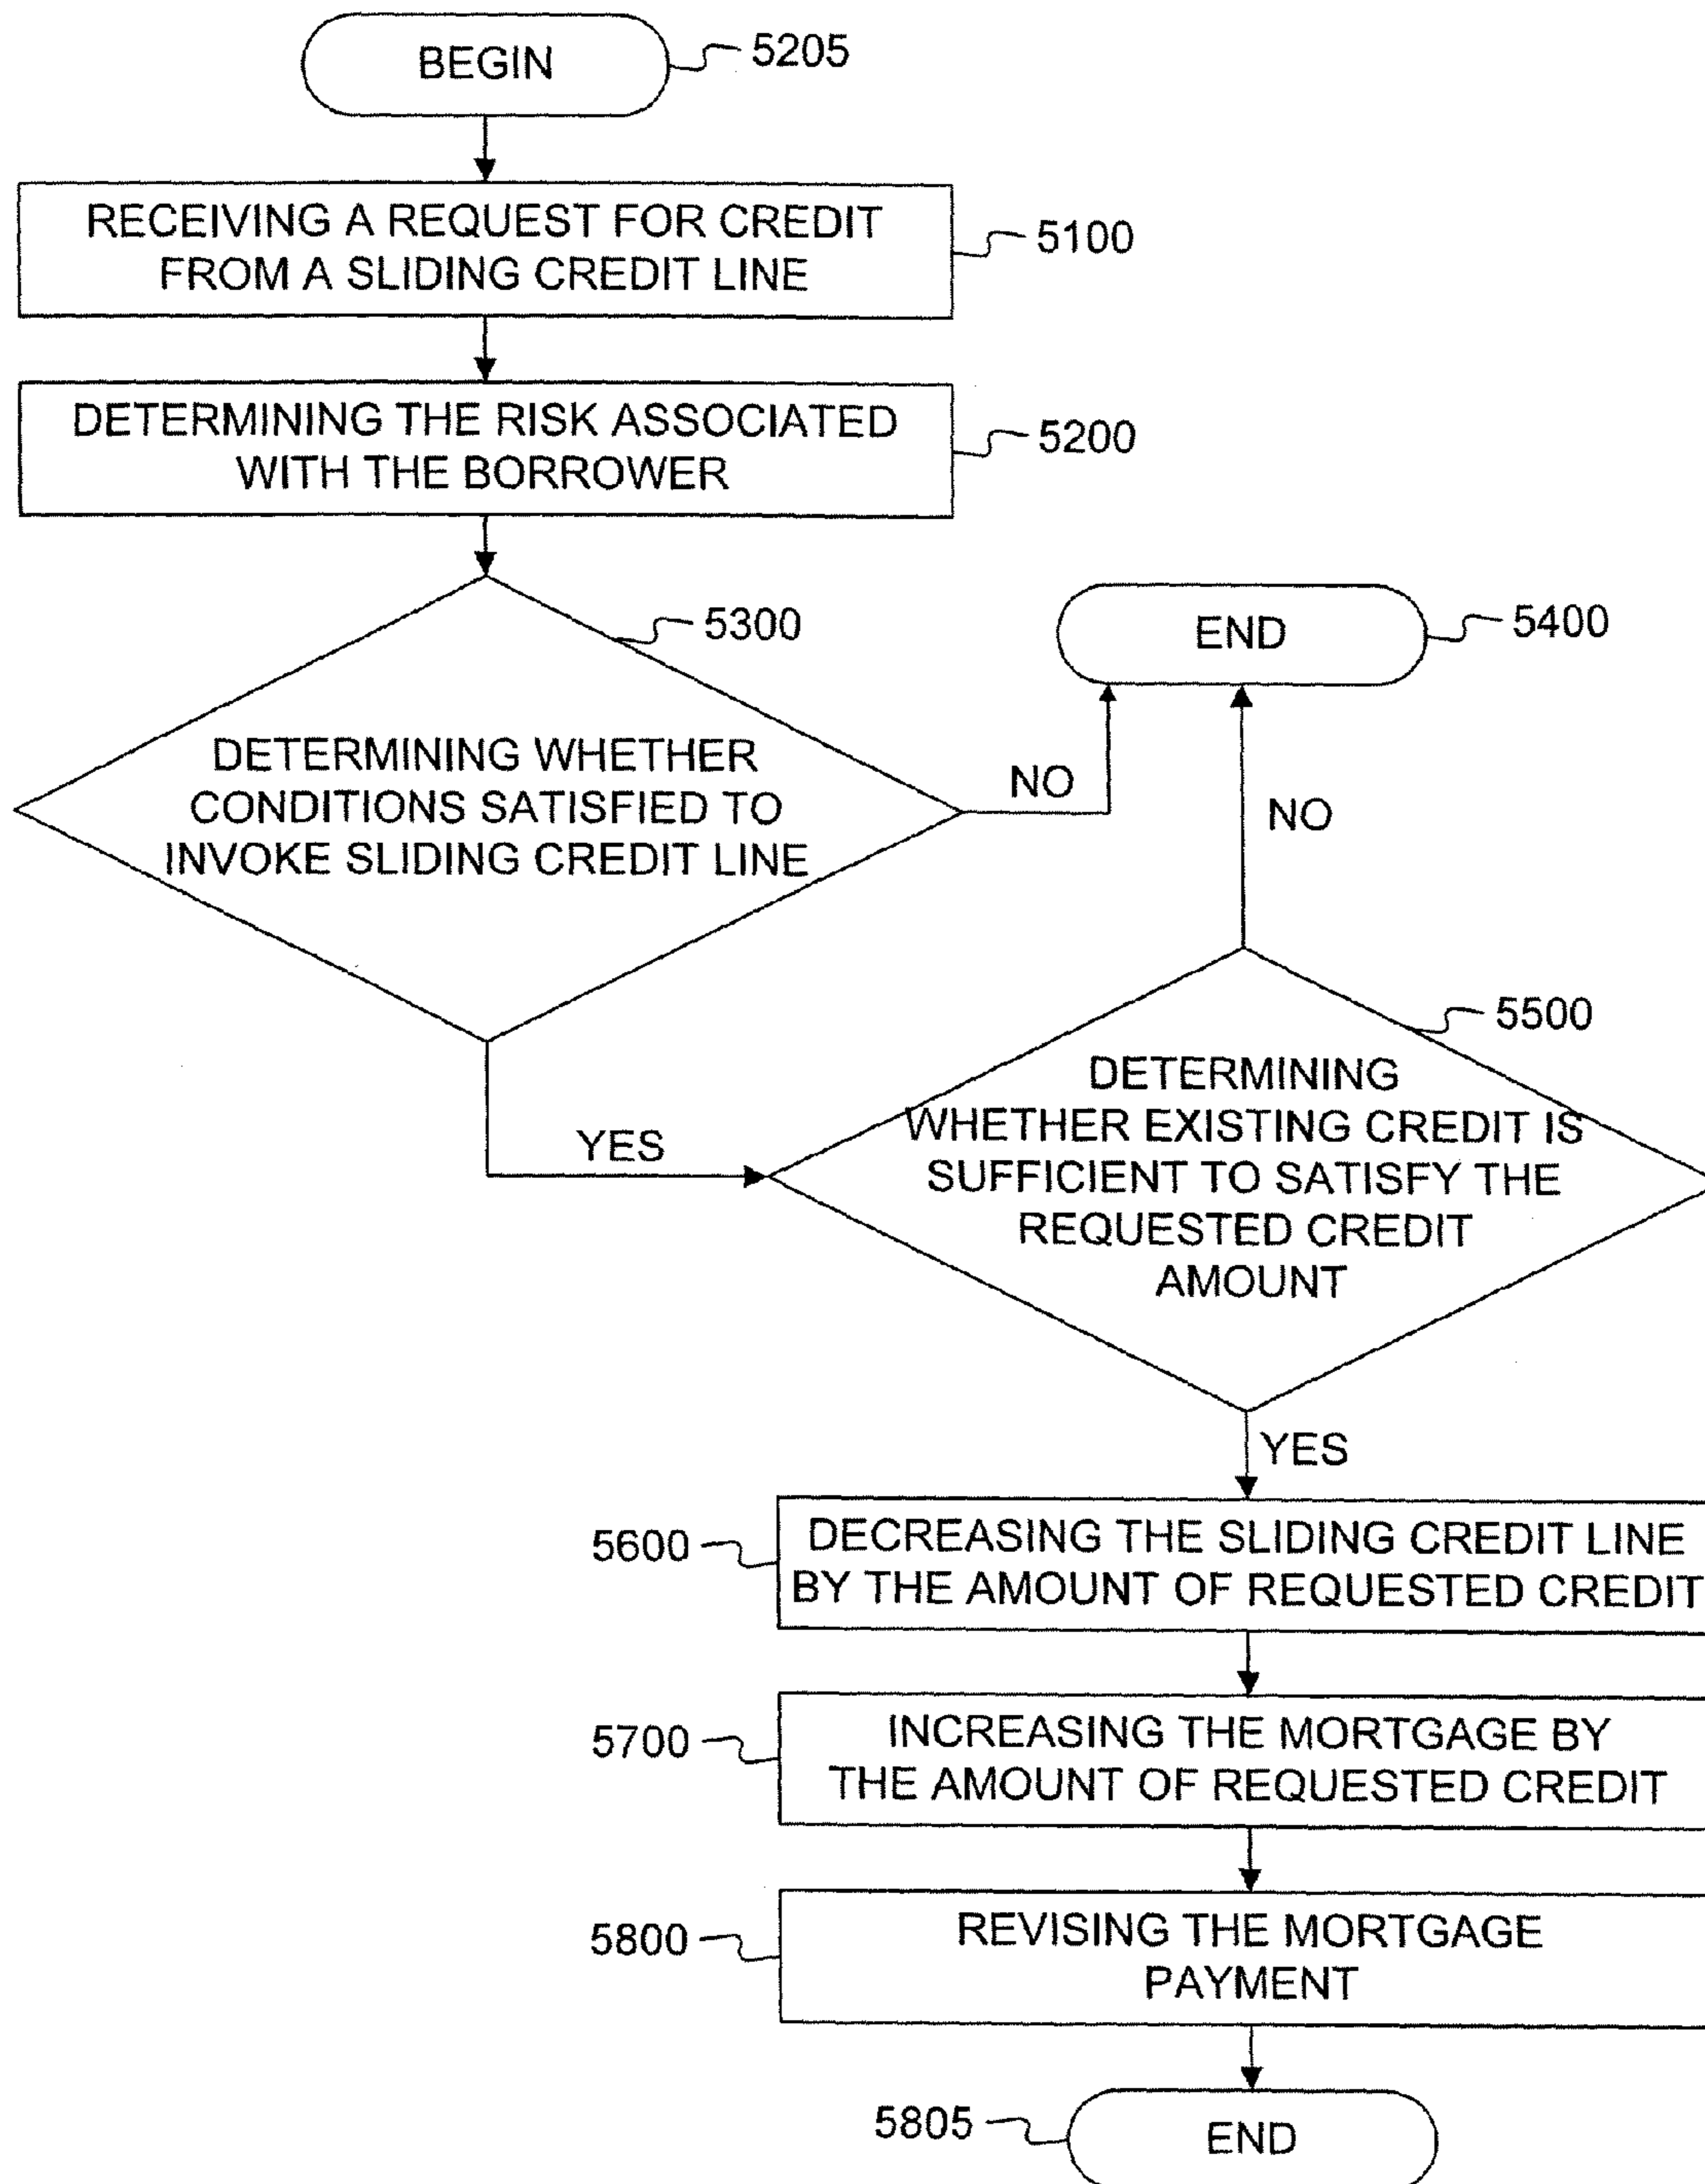 BEGIN
5205
RECEIVING A REQUEST FOR CREDIT
FROM A SLIDING CREDIT LINE
5100
DETERMINING THE RISK ASSOCIATED
WITH THE BORROWER
5200
5300
DETERMINING WHETHER
CONDITIONS SATISFIED TO
INVOKE SLIDING CREDIT LINE
NO
END
5400
NO
YES
5500
DETERMINING
WHETHER EXISTING CREDIT IS
SUFFICIENT TO SATISFY THE
REQUESTED CREDIT
AMOUNT
YES
5600
DECREASING THE SLIDING CREDIT LINE
BY THE AMOUNT OF REQUESTED CREDIT
5700
INCREASING THE MORTGAGE BY
THE AMOUNT OF REQUESTED CREDIT
5800
REVISING THE MORTGAGE
PAYMENT
5805
END